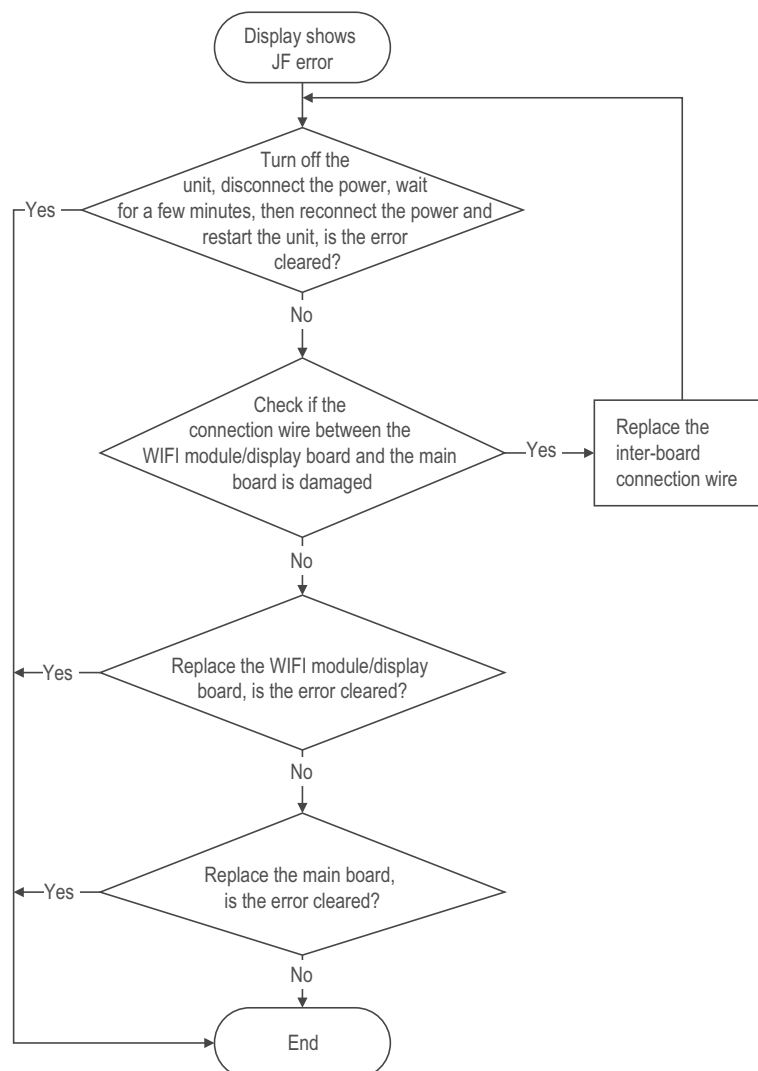 Display shows
JF error
Turn off the
unit, disconnect the power, wait
for a few minutes, then reconnect the power and
restart the unit, is the error
cleared?
Yes
No
Check if the
connection wire between the
WIFI module/display board and the main
board is damaged
Yes
Replace the
inter-board
connection wire
No
Replace the WIFI module/display
board, is the error cleared?
Yes
No
Replace the main board,
is the error cleared?
Yes
No
End